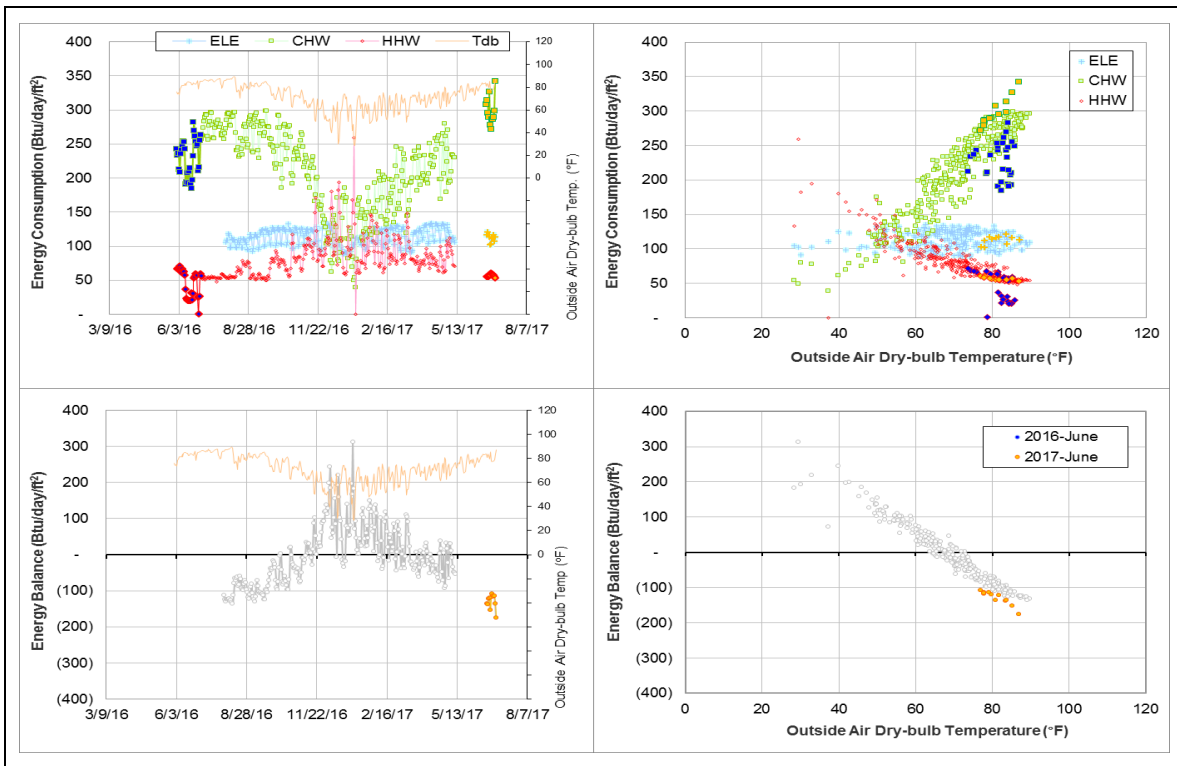 ELE CHW HHW Tdb
Energy Consumption (Btu/day/ft²)
400
350
300
250
200
150
100
50
-
120
100
80
60
40
20
0
Outside Air Dry-bulb Temp. (°F)
3/9/16 6/3/16 8/28/16 11/22/16 2/16/17 5/13/17 8/7/17
ELE
CHW
HHW
Energy Consumption (Btu/day/ft²)
400
350
300
250
200
150
100
50
-
0 20 40 60 80 100 120
Outside Air Dry-bulb Temperature (°F)
Energy Balance (Btu/day/ft²)
400
300
200
100
-
(100)
(200)
(300)
(400)
120
100
80
60
40
20
0
Outside Air Dry-bulb Temp (°F)
3/9/16 6/3/16 8/28/16 11/22/16 2/16/17 5/13/17 8/7/17
2016-June
2017-June
Energy Balance (Btu/day/ft²)
400
300
200
100
-
(100)
(200)
(300)
(400)
0 20 40 60 80 100 120
Outside Air Dry-bulb Temperature (°F)